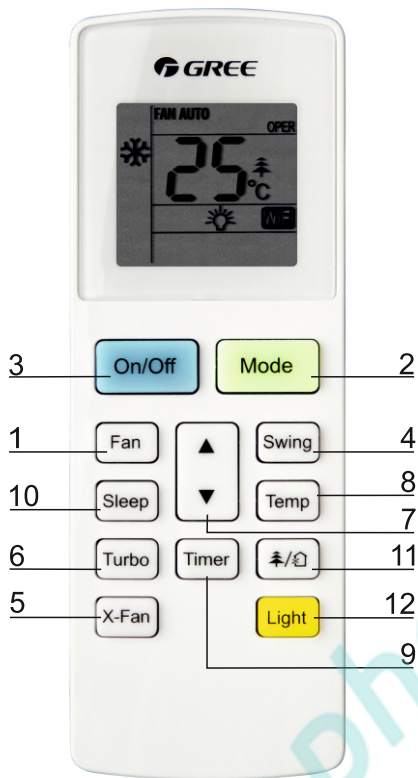 GREE
FAN AUTO
OPER
25 °C
3 On/Off Mode 2
1 Fan ▲ Swing 4
8
10 Sleep ▼ Temp
7
6 Turbo Timer 11
5 X-Fan Light 12
9
ph